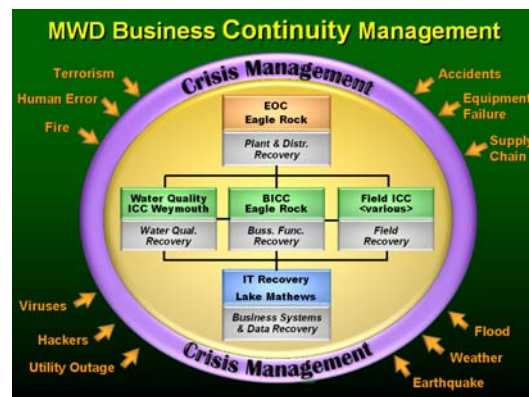 MWD Business Continuity Management
Crisis Management
Terrorism
Human Error
Fire
Accidents
Equipment
Failure
Supply
Chain
EOC
Eagle Rock
Plant & Distr.
Recovery
Water Quality
ICC Weymouth
Water Qual.
Recovery
BICC
Eagle Rock
Buss. Func.
Recovery
Field ICC
<various>
Field
Recovery
IT Recovery
Lake Mathews
Business Systems
& Data Recovery
Viruses
Hackers
Utility Outage
Flood
Weather
Earthquake
Crisis Management